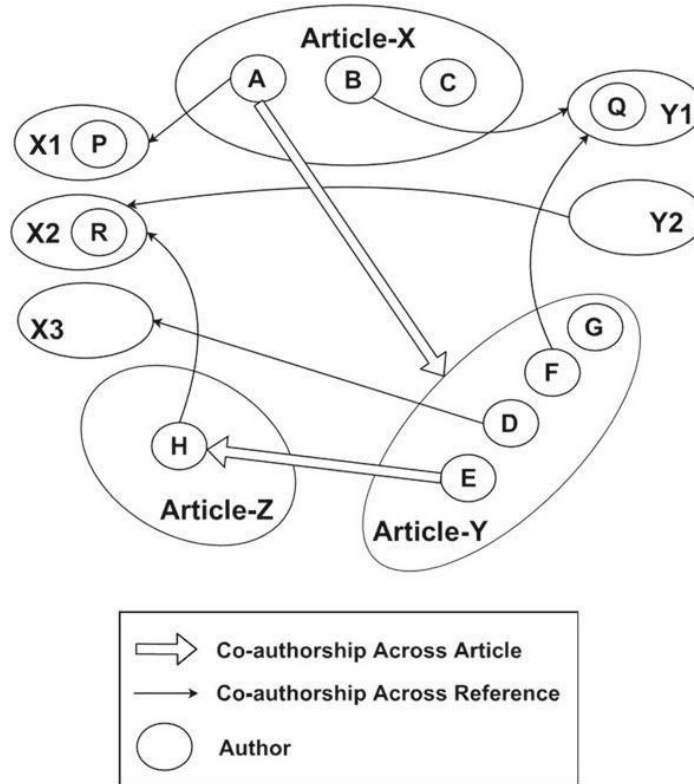 Article-X
A
B
C
X1
P
Q
Y1
X2
R
Y2
X3
G
F
D
H
E
Article-Z
Article-Y
Co-authorship Across Article
Co-authorship Across Reference
Author